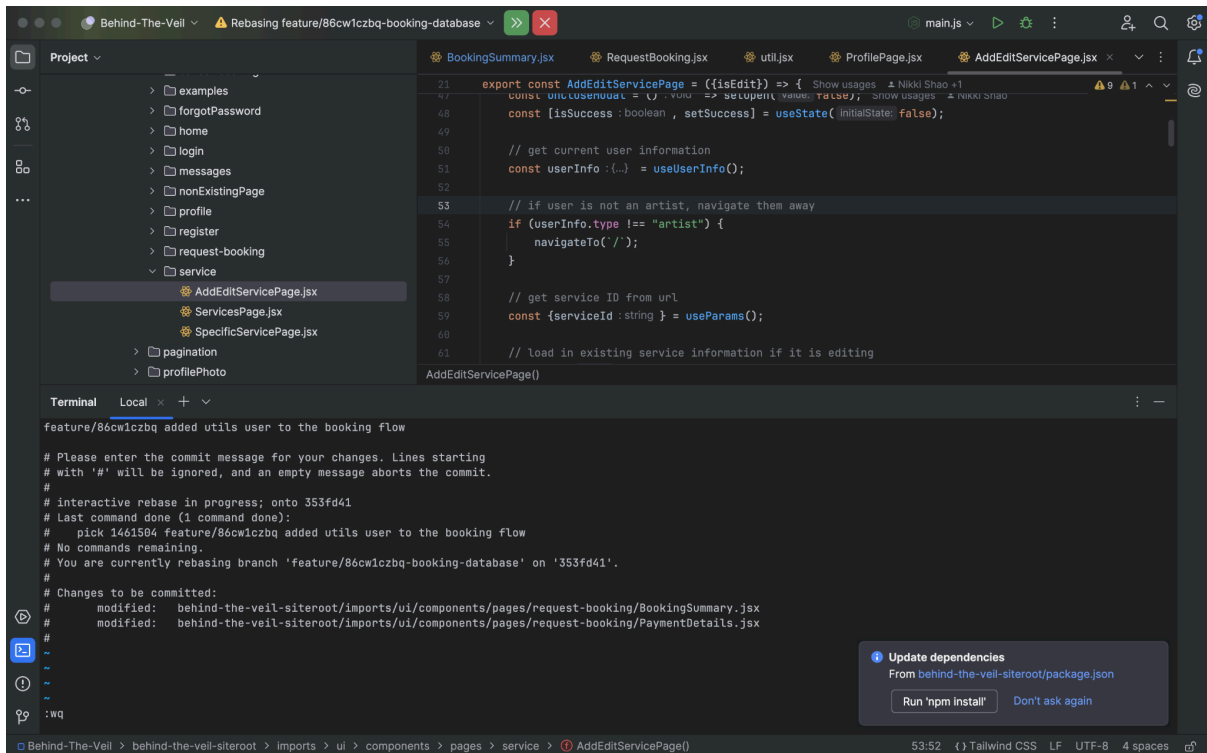 Behind-The-Veil
Rebasing feature/86cw1czbq-booking-database
main.js
Project
BookingSummary.jsx
RequestBooking.jsx
util.jsx
ProfilePage.jsx
AddEditServicePage.jsx
examples
forgotPassword
home
login
messages
nonExistingPage
profile
register
request-booking
service
AddEditServicePage.jsx
ServicesPage.jsx
SpecificServicePage.jsx
pagination
profilePhoto
21 export const AddEditServicePage = ({isEdit}) => { Show usages Nikki Shao +1
9 1
47 const onCloseModal = () : void => setOpen( value: false); Show usages Nikki Shao
48 const [isSuccess : boolean , setSuccess] = useState( initialState: false);
49
50 // get current user information
51 const userInfo : {...} = useUserInfo();
52
53 // if user is not an artist, navigate them away
54 if (userInfo.type !== "artist") {
55 navigateTo(`/`);
56 }
57
58 // get service ID from url
59 const {serviceId : string } = useParams();
60
61 // load in existing service information if it is editing
AddEditServicePage()
Terminal Local
feature/86cw1czbq added utils user to the booking flow
# Please enter the commit message for your changes. Lines starting
# with '#' will be ignored, and an empty message aborts the commit.
#
# interactive rebase in progress; onto 353fd41
# Last command done (1 command done):
# pick 1461504 feature/86cw1czbq added utils user to the booking flow
# No commands remaining.
# You are currently rebasing branch 'feature/86cw1czbq-booking-database' on '353fd41'.
#
# Changes to be committed:
# modified: behind-the-veil-siteroot/imports/ui/components/pages/request-booking/BookingSummary.jsx
# modified: behind-the-veil-siteroot/imports/ui/components/pages/request-booking/PaymentDetails.jsx
#
~
~
~
~
:wq
Update dependencies
From behind-the-veil-siteroot/package.json
Run 'npm install' Don't ask again
Behind-The-Veil > behind-the-veil-siteroot > imports > ui > components > pages > service > AddEditServicePage()
53:52 {} Tailwind CSS LF UTF-8 4 spaces